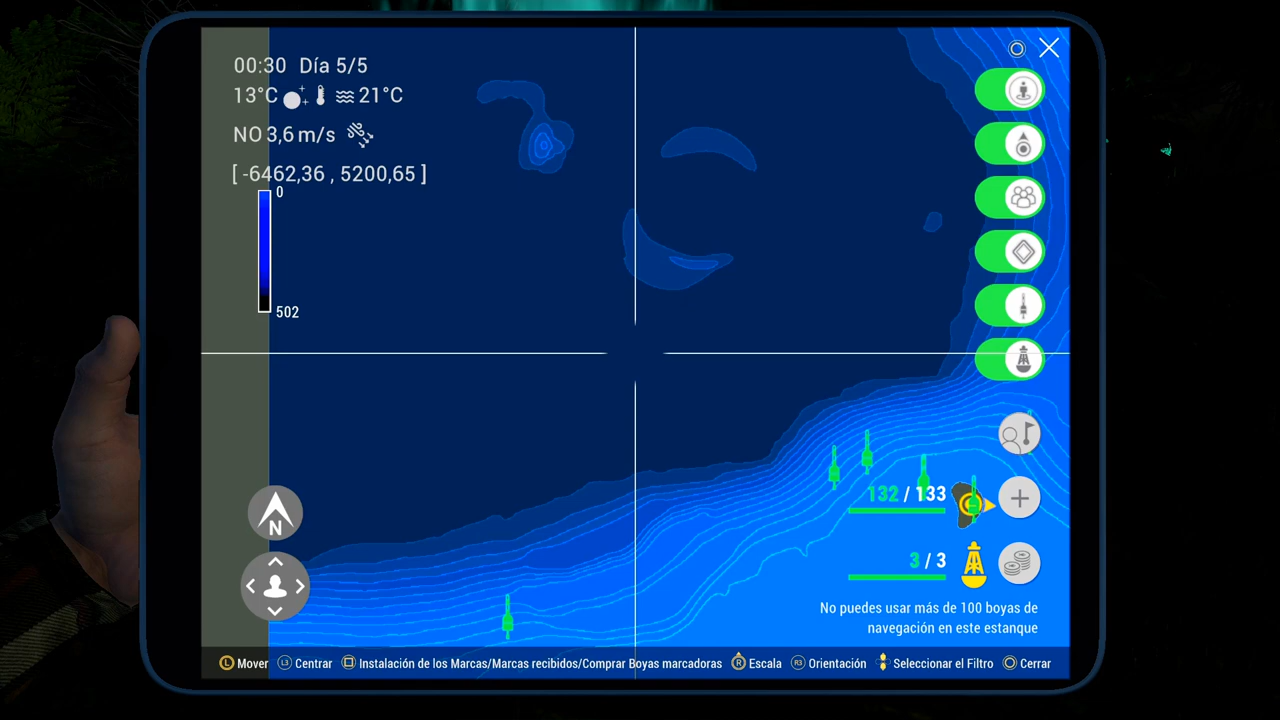 00:30 Día 5/5
13°C 21°C
NO 3,6 m/s
[ -6462,36 , 5200,65 ]
0
502
N
132 / 133
3 / 3
No puedes usar más de 100 boyas de
navegación en este estanque
L Mover L3 Centrar Instalación de los Marcas/Marcas recibidos/Comprar Boyas marcadoras R Escala R3 Orientación Seleccionar el Filtro Cerrar